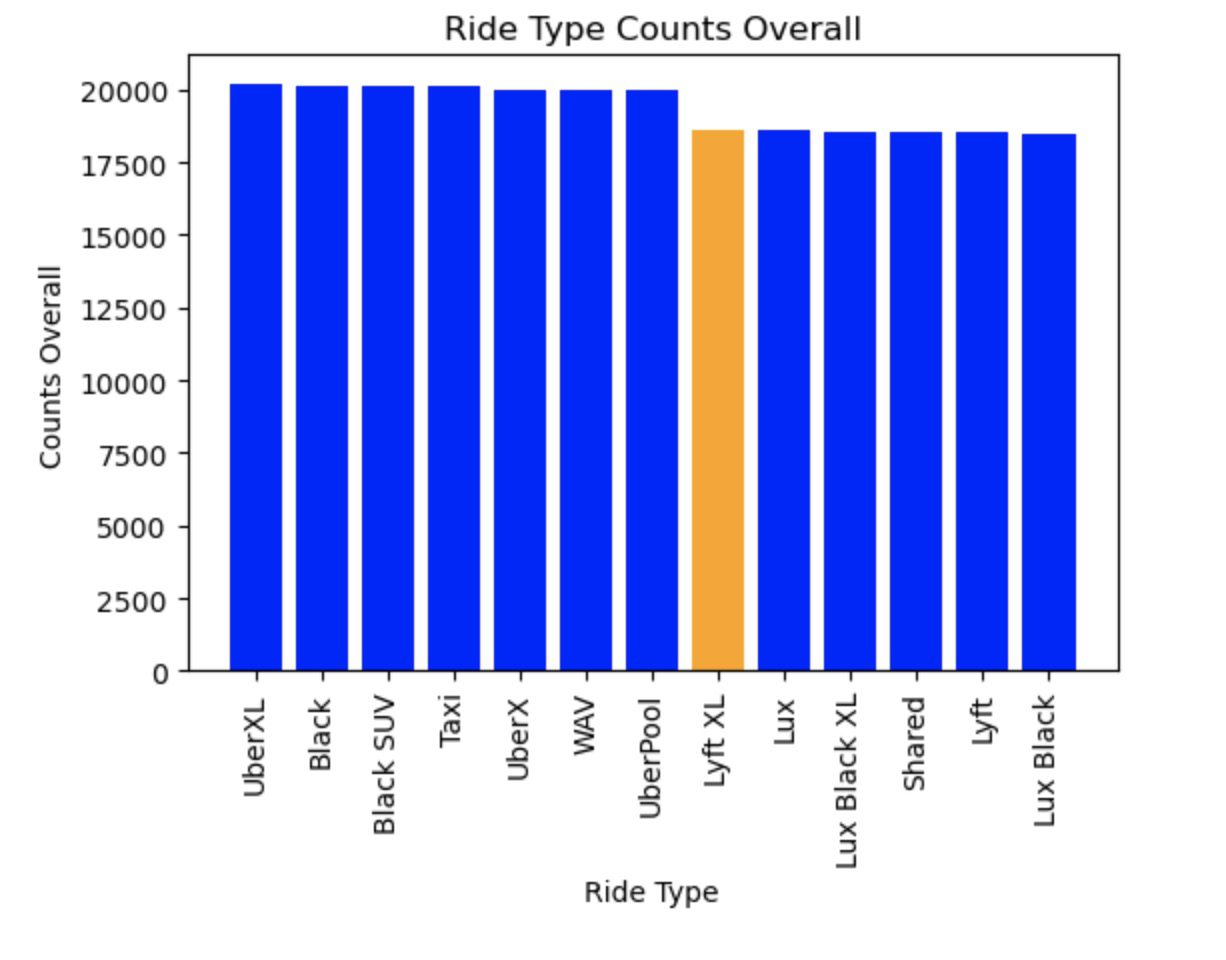 Ride Type Counts Overall
Counts Overall
20000
17500
15000
12500
10000
7500
5000
2500
0
UberXL
Black
Black SUV
Taxi
UberX
WAV
UberPool
Lyft XL
Lux
Lux Black XL
Shared
Lyft
Lux Black
Ride Type